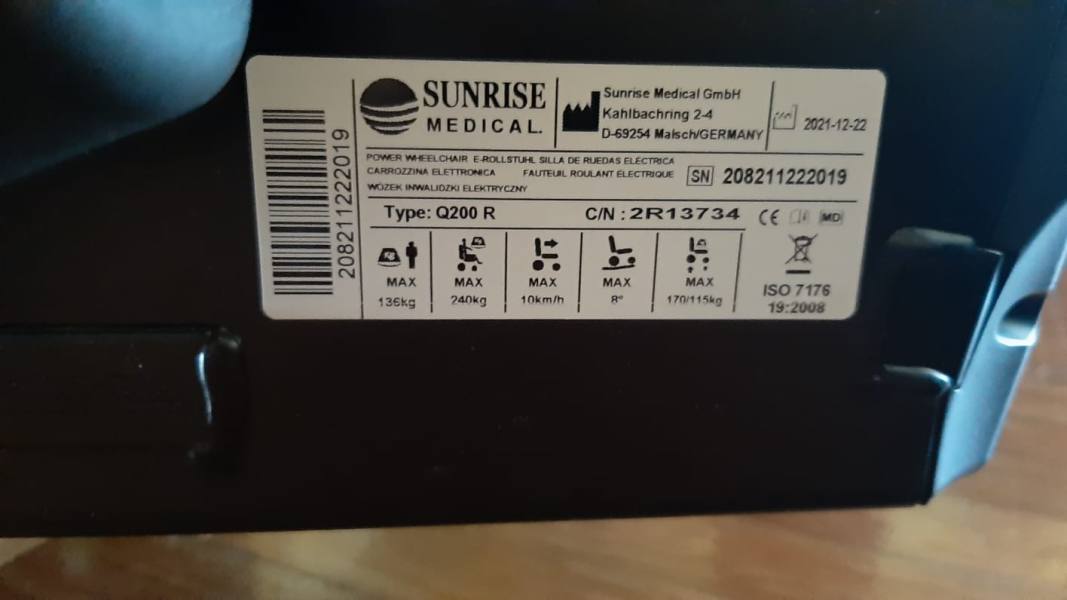 208211222019
SUNRISE
MEDICAL.
Sunrise Medical GmbH
Kahlbachring 2-4
D-69254 Malsch/GERMANY
2021-12-22
POWER WHEELCHAIR E-ROLLSTUHL SILLA DE RUEDAS ELÉCTRICA
CARROZZINA ELETTRONICA FAUTEUIL ROULANT ÉLECTRIQUE
WÓZEK INWALIDZKI ELEKTRYCZNY
SN 208211222019
Type: Q200 R C/N : 2R13734
CE MD
KG
MAX MAX MAX MAX MAX
136kg 240kg 10km/h 8° 170/115kg
ISO 7176
19:2008